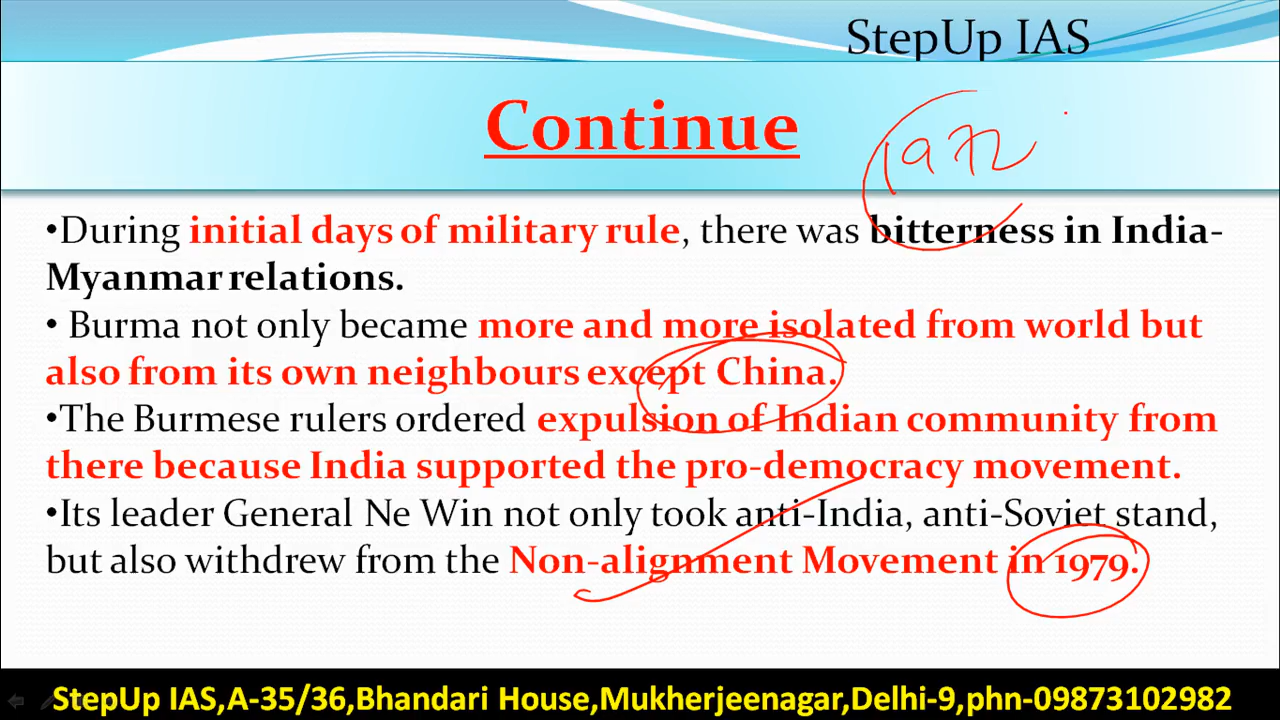 StepUp IAS
Continue
1972
•During initial days of military rule, there was bitterness in India-
Myanmar relations.
• Burma not only became more and more isolated from world but
also from its own neighbours except China.
•The Burmese rulers ordered expulsion of Indian community from
there because India supported the pro-democracy movement.
•Its leader General Ne Win not only took anti-India, anti-Soviet stand,
but also withdrew from the Non-alignment Movement in 1979.
StepUp IAS,A-35/36,Bhandari House,Mukherjeenagar,Delhi-9,phn-09873102982